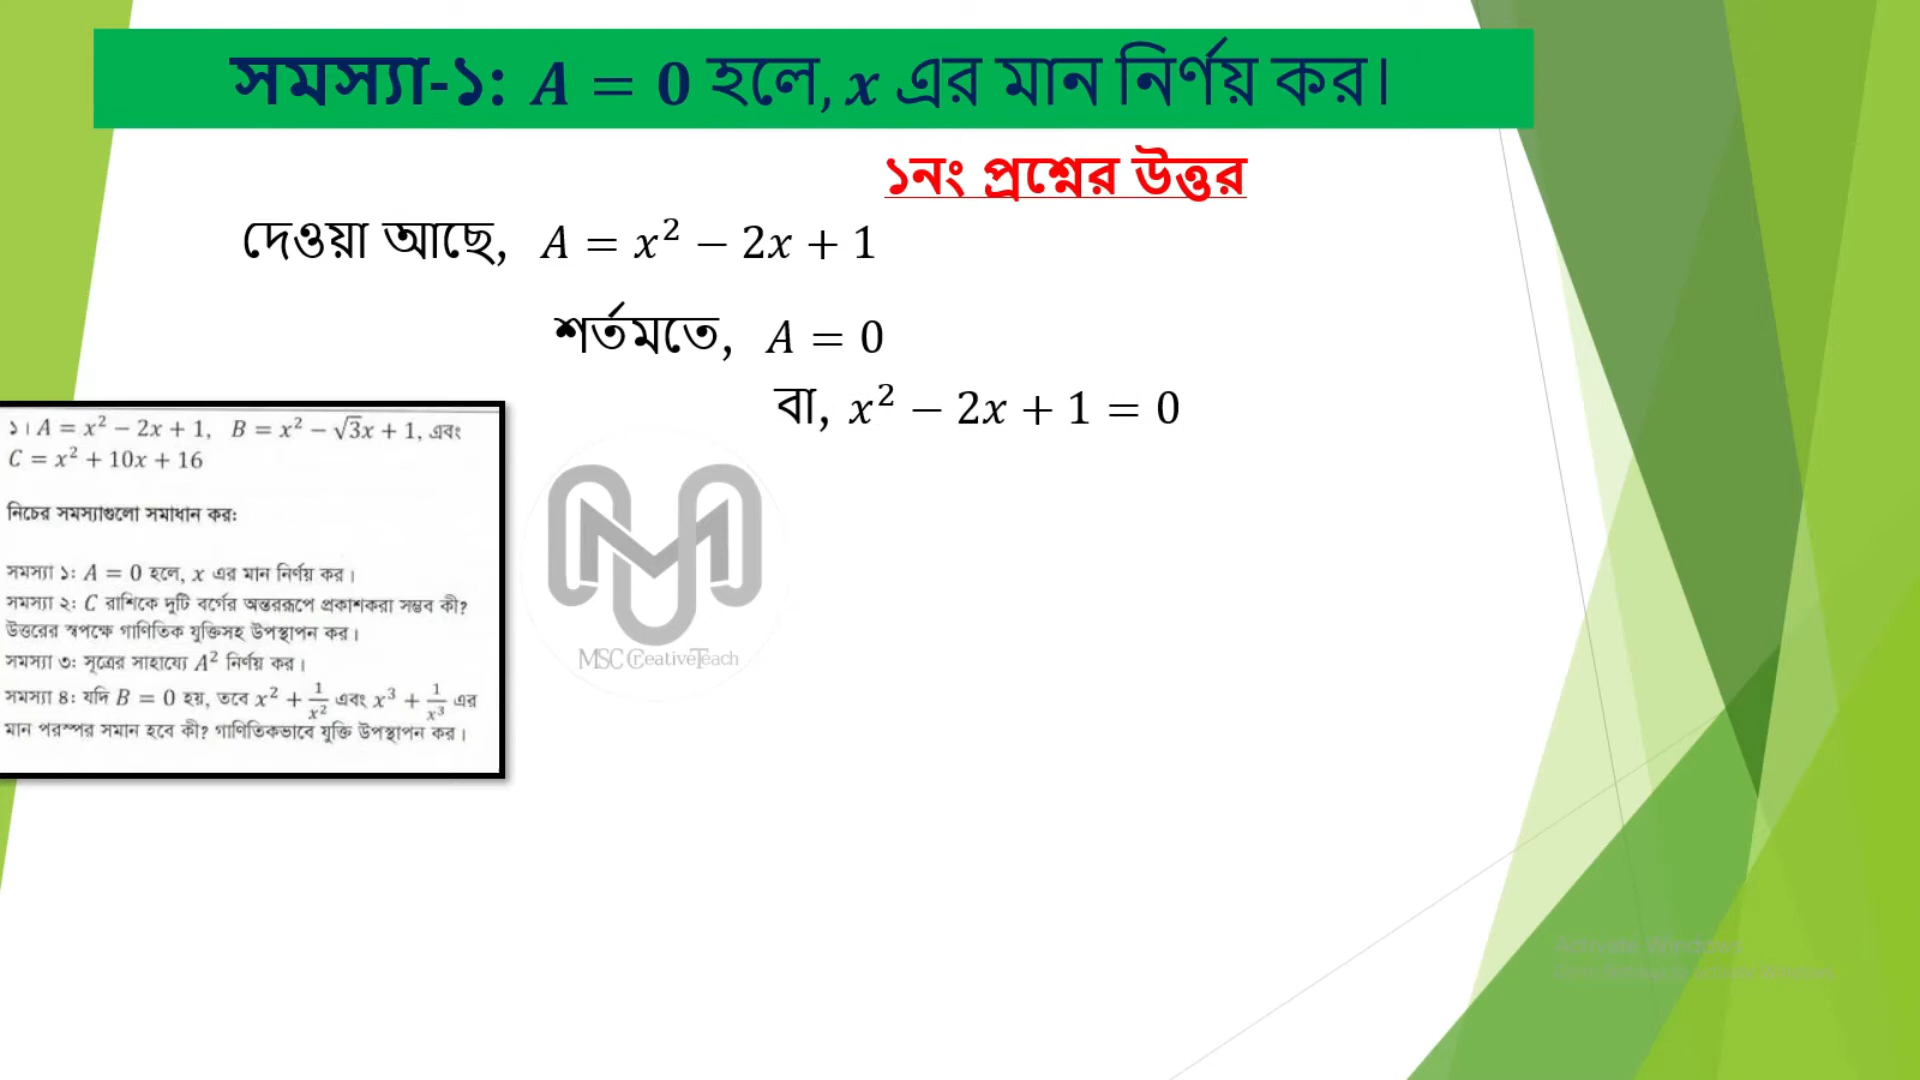 সমস্যা-১: A = 0 হলে, x এর মান নির্ণয় কর।
১নং প্রশ্নের উত্তর
দেওয়া আছে, A = x² − 2x + 1
শর্তমতে, A = 0
বা, x² − 2x + 1 = 0
১। A = x² − 2x + 1, B = x² − √3x + 1, এবং
C = x² + 10x + 16
নিচের সমস্যাগুলো সমাধান কর:
সমস্যা ১: A = 0 হলে, x এর মান নির্ণয় কর।
সমস্যা ২: C রাশিকে দুটি বর্গের অন্তররূপে প্রকাশকরা সম্ভব কী?
উত্তরের স্বপক্ষে গাণিতিক যুক্তিসহ উপস্থাপন কর।
সমস্যা ৩: সূত্রের সাহায্যে A² নির্ণয় কর।
সমস্যা ৪: যদি B = 0 হয়, তবে x² + 1/x² এবং x³ + 1/x³ এর
মান পরস্পর সমান হবে কী? গাণিতিকভাবে যুক্তি উপস্থাপন কর।
MSC CreativeTeach
Activate Windows